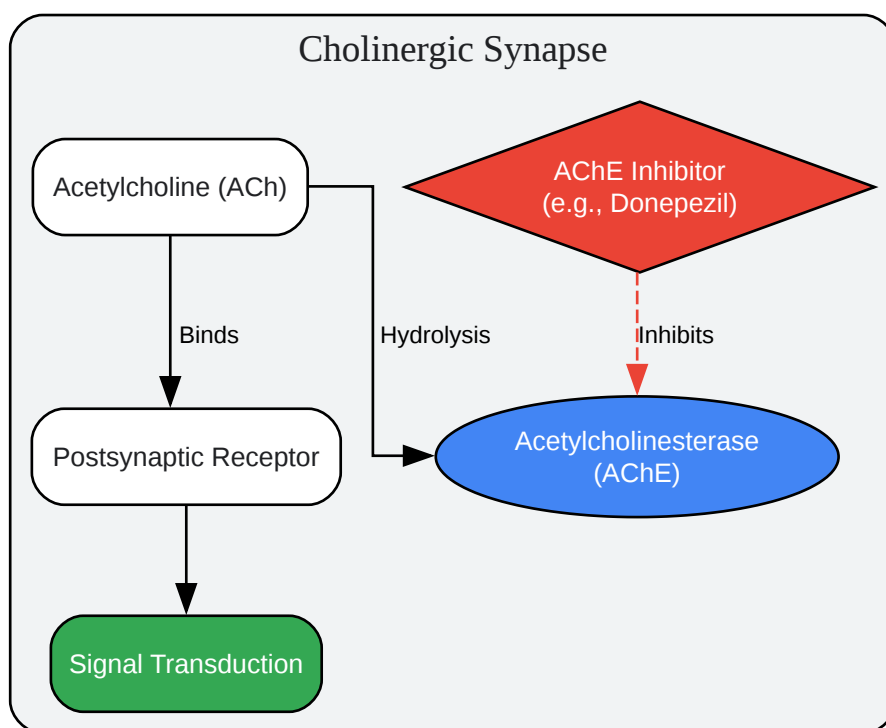 Cholinergic Synapse
Acetylcholine (ACh)
AChE Inhibitor
(e.g., Donepezil)
Binds
Hydrolysis
Inhibits
Postsynaptic Receptor
Acetylcholinesterase
(AChE)
Signal Transduction